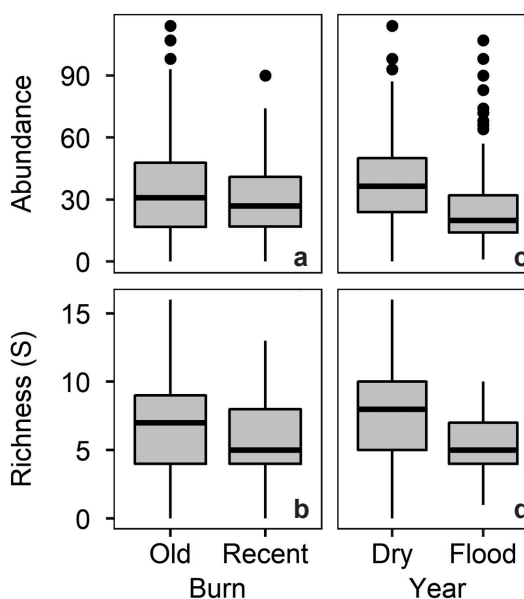 Abundance
90
60
30
0
a
c
Richness (S)
15
10
5
0
b
d
Old Recent Dry Flood
Burn Year